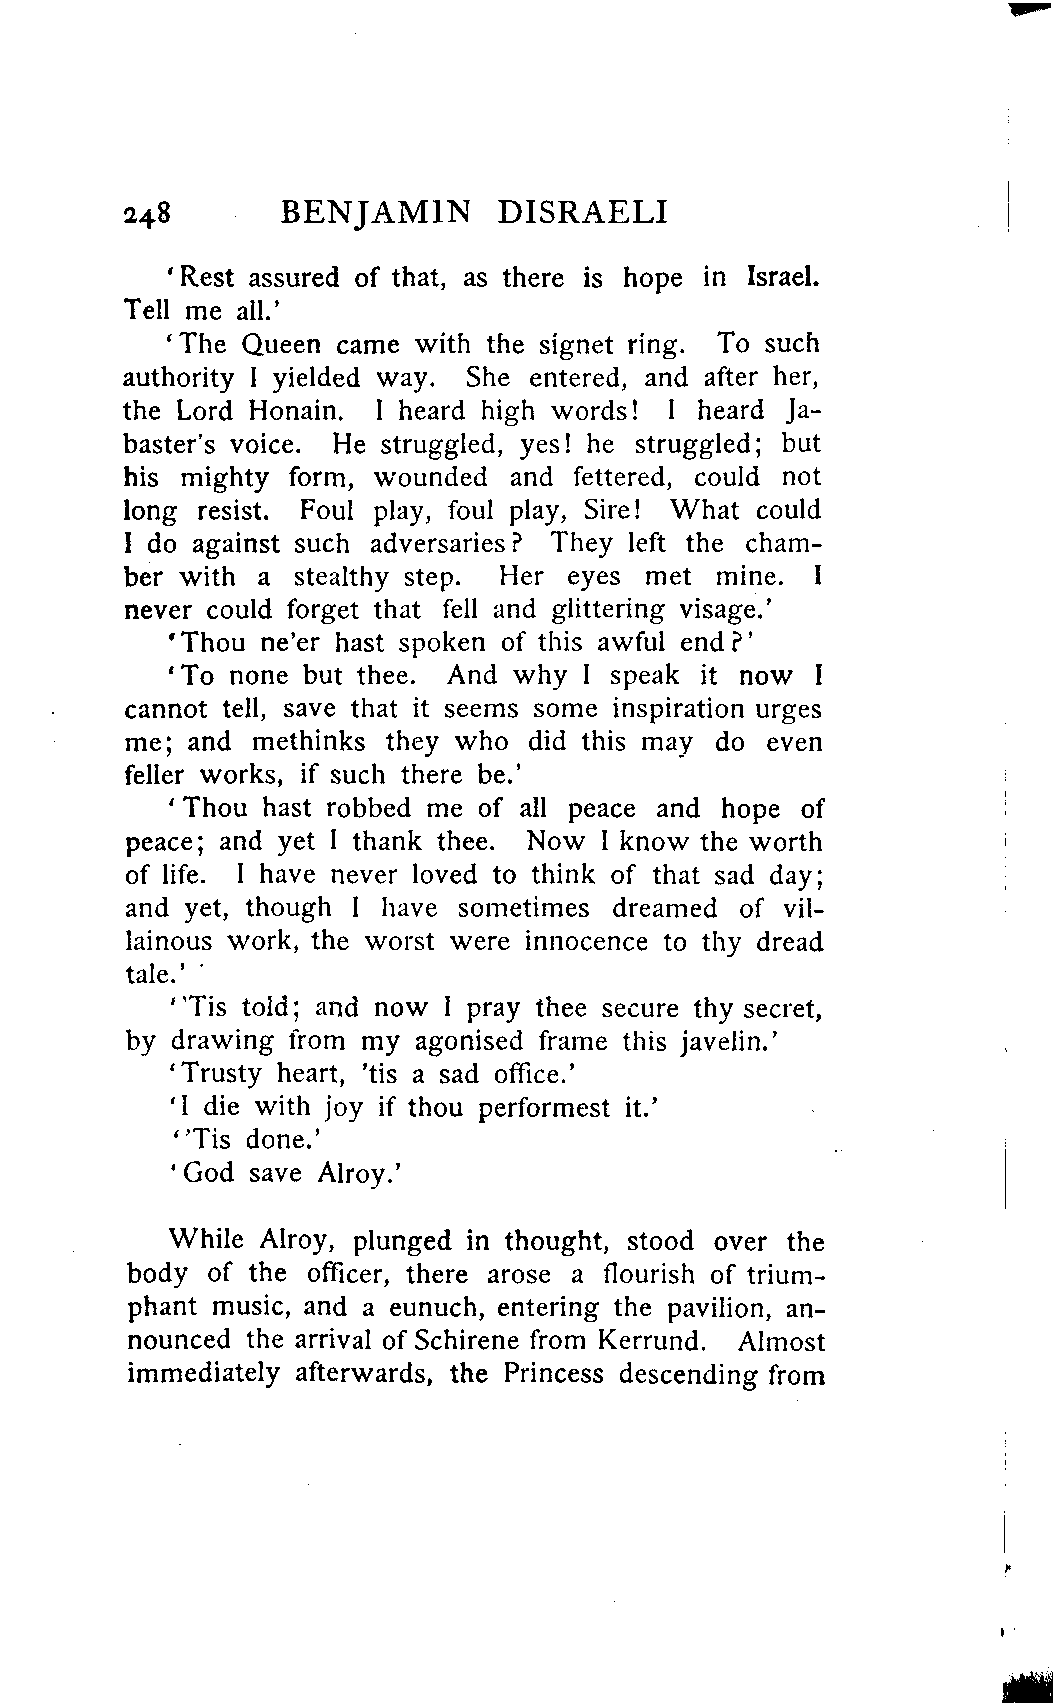 248 BENJAMIN DISRAELI
'Rest assured of that, as there is hope in Israel.
Tell me all.'
'The Queen came with the signet ring. To such
authority I yielded way. She entered, and after her,
the Lord Honain. I heard high words! I heard Ja-
baster's voice. He struggled, yes! he struggled; but
his mighty form, wounded and fettered, could not
long resist. Foul play, foul play, Sire! What could
I do against such adversaries? They left the cham-
ber with a stealthy step. Her eyes met mine. I
never could forget that fell and glittering visage.'
'Thou ne'er hast spoken of this awful end?'
'To none but thee. And why I speak it now I
cannot tell, save that it seems some inspiration urges
me; and methinks they who did this may do even
feller works, if such there be.'
'Thou hast robbed me of all peace and hope of
peace; and yet I thank thee. Now I know the worth
of life. I have never loved to think of that sad day;
and yet, though I have sometimes dreamed of vil-
lainous work, the worst were innocence to thy dread
tale.'
''Tis told; and now I pray thee secure thy secret,
by drawing from my agonised frame this javelin.'
'Trusty heart, 'tis a sad office.'
'I die with joy if thou performest it.'
''Tis done.'
'God save Alroy.'
While Alroy, plunged in thought, stood over the
body of the officer, there arose a flourish of trium-
phant music, and a eunuch, entering the pavilion, an-
nounced the arrival of Schirene from Kerrund. Almost
immediately afterwards, the Princess descending from